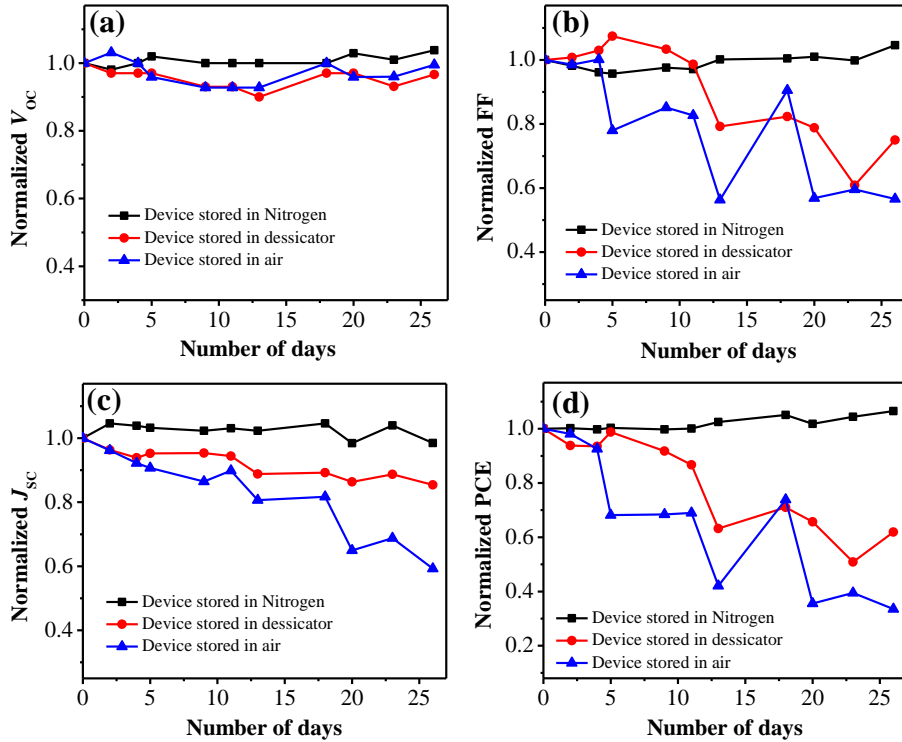 (a)
Normalized VOC
1.0
0.8
0.6
0.4
Device stored in Nitrogen
Device stored in dessicator
Device stored in air
0 5 10 15 20 25
Number of days
(b)
Normalized FF
1.0
0.8
0.6
0.4
Device stored in Nitrogen
Device stored in dessicator
Device stored in air
0 5 10 15 20 25
Number of days
(c)
Normalized JSC
1.0
0.8
0.6
0.4
Device stored in Nitrogen
Device stored in dessicator
Device stored in air
0 5 10 15 20 25
Number of days
(d)
Normalized PCE
1.0
0.8
0.6
0.4
0.2
Device stored in Nitrogen
Device stored in dessicator
Device stored in air
0 5 10 15 20 25
Number of days